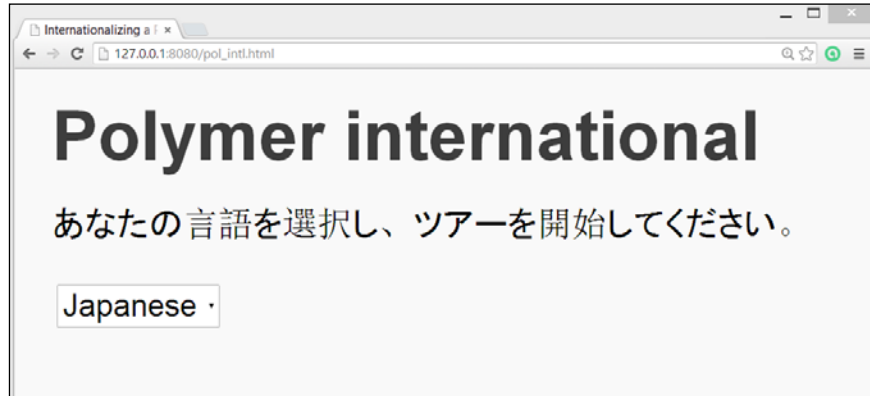 Internationalizing a
127.0.0.1:8080/pol_intl.html
Polymer international
あなたの言語を選択し、ツアーを開始してください。
Japanese